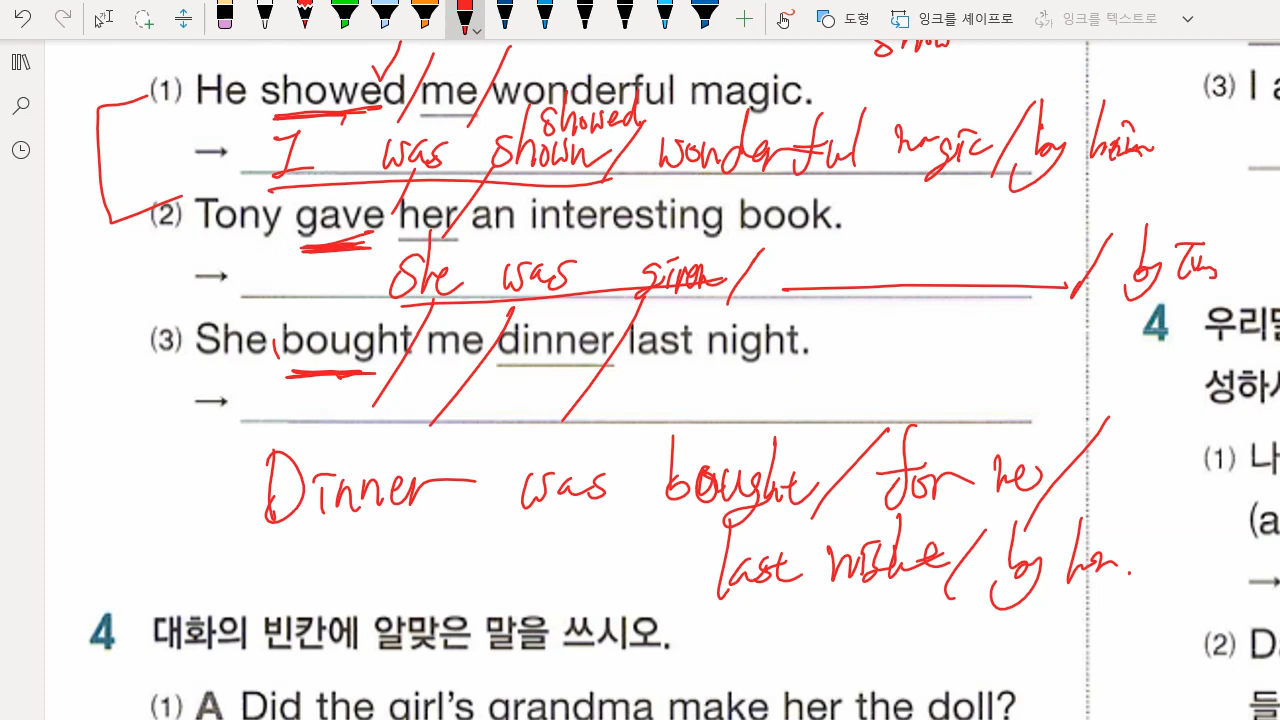 도형 잉크를 셰이프로 잉크를 텍스트로
show
(1) He showed me wonderful magic.
showed
→ I was shown / wonderful magic / by him
(2) Tony gave her an interesting book.
→ She was given / / by Tony
(3) She bought me dinner last night.
→
Dinner was bought / for me /
last night / by her.
4 대화의 빈칸에 알맞은 말을 쓰시오.
(1) A Did the girl's grandma make her the doll?
(3) I a
4 우리말
성하시
(1) 나
(a
→
(2) D
들